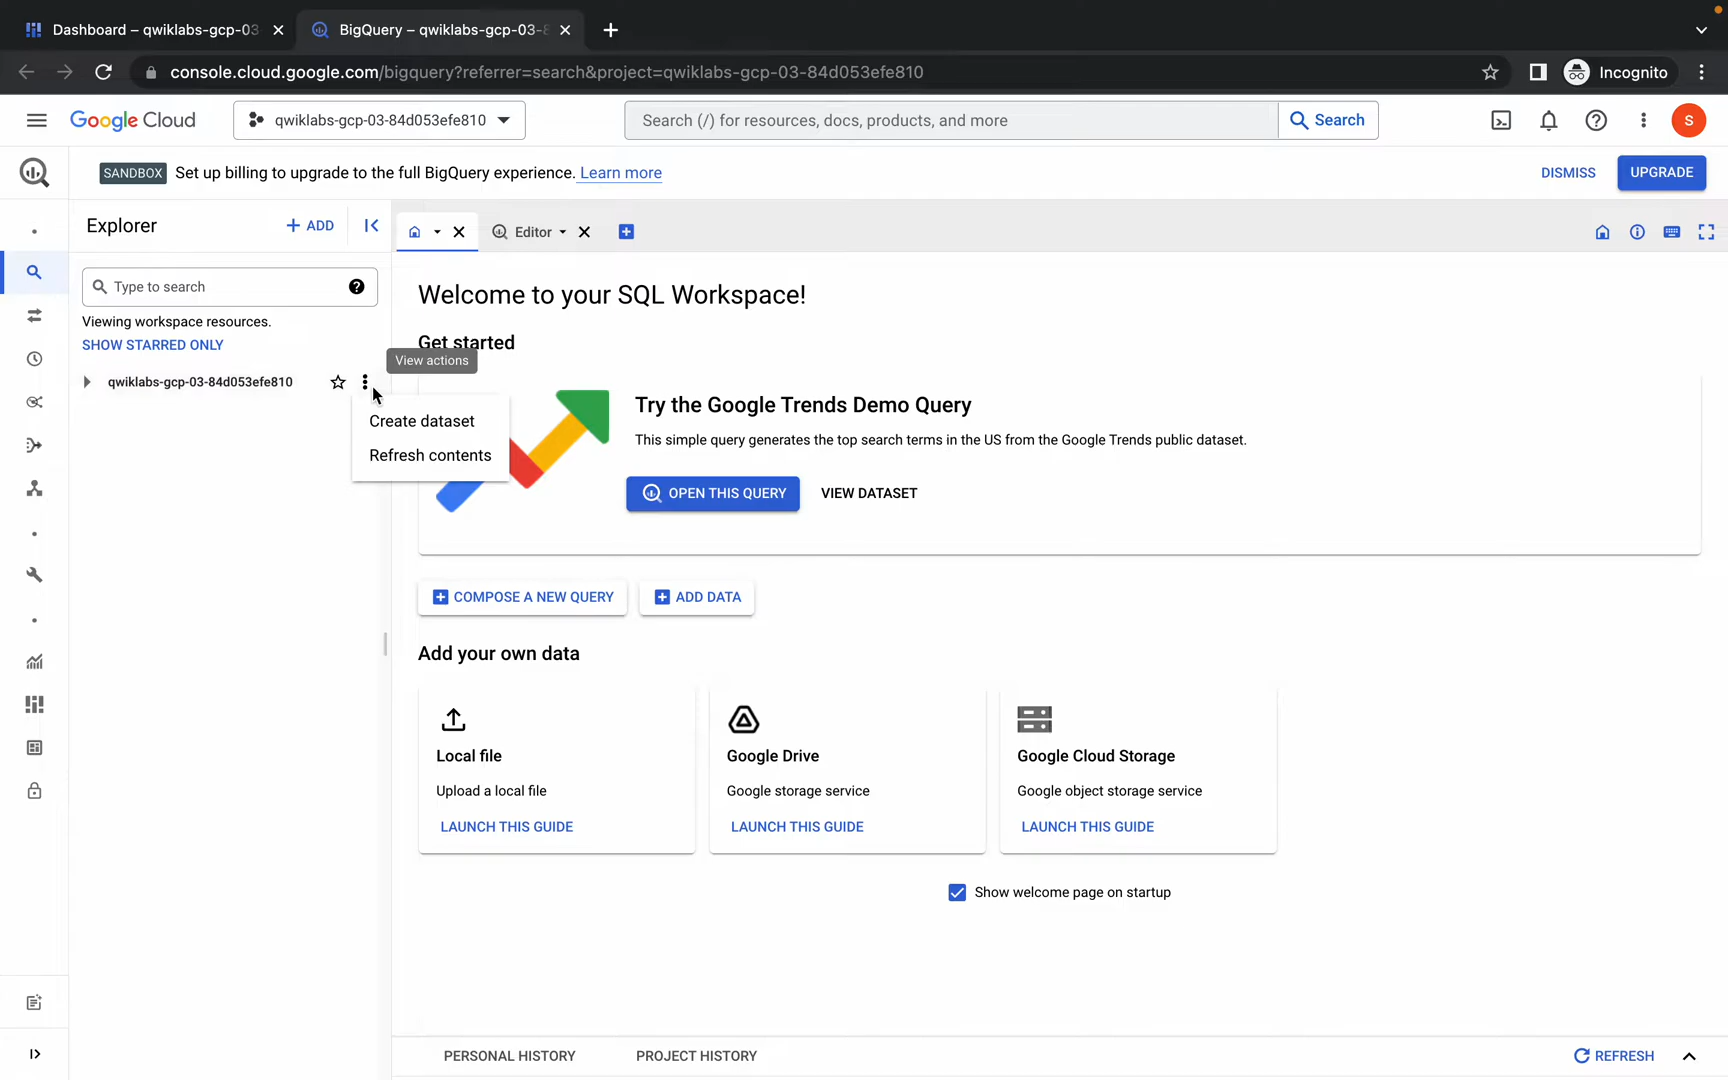 Dashboard – qwiklabs-gcp-03
BigQuery – qwiklabs-gcp-03-8
console.cloud.google.com/bigquery?referrer=search&project=qwiklabs-gcp-03-84d053efe810
Incognito
Google Cloud
qwiklabs-gcp-03-84d053efe810
Search (/) for resources, docs, products, and more
Search
S
SANDBOX Set up billing to upgrade to the full BigQuery experience. Learn more
DISMISS
UPGRADE
Explorer
+ ADD
Editor
Type to search
Viewing workspace resources.
SHOW STARRED ONLY
qwiklabs-gcp-03-84d053efe810
View actions
Create dataset
Refresh contents
Welcome to your SQL Workspace!
Get started
Try the Google Trends Demo Query
This simple query generates the top search terms in the US from the Google Trends public dataset.
OPEN THIS QUERY
VIEW DATASET
COMPOSE A NEW QUERY
ADD DATA
Add your own data
Local file
Upload a local file
LAUNCH THIS GUIDE
Google Drive
Google storage service
LAUNCH THIS GUIDE
Google Cloud Storage
Google object storage service
LAUNCH THIS GUIDE
Show welcome page on startup
PERSONAL HISTORY
PROJECT HISTORY
REFRESH